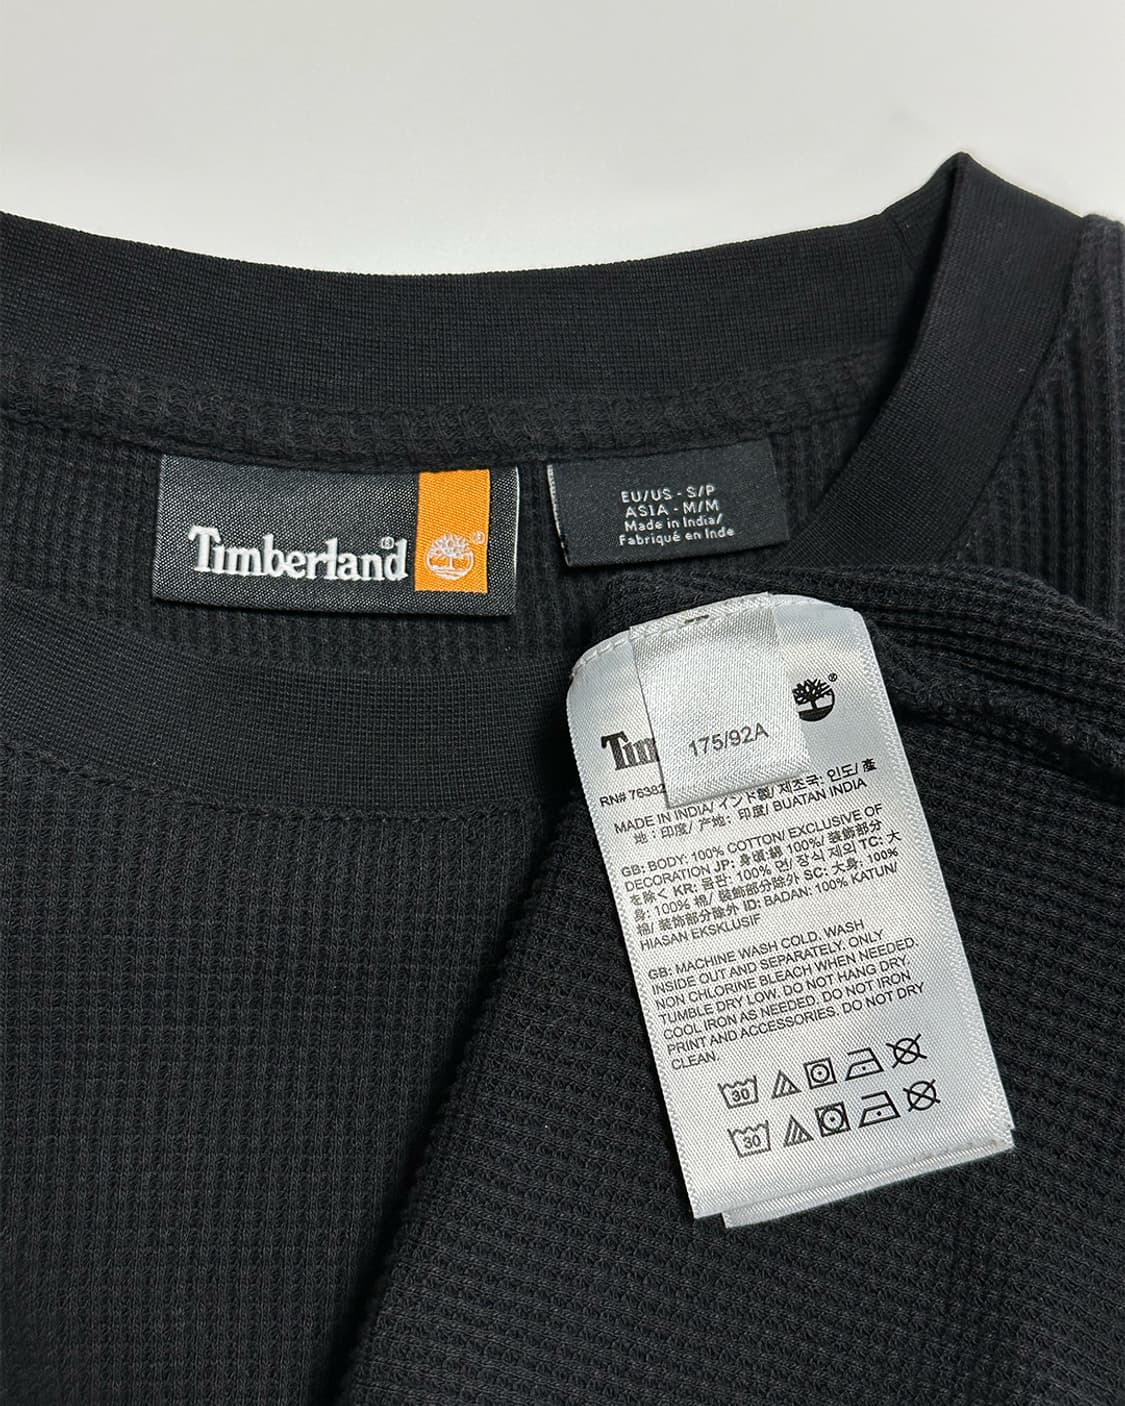 Timberland®
EU/US - S/P
ASIA - M/M
Made in India/
Fabriqué en Inde
175/92A
RN# 76382
MADE IN INDIA/ インド製/ 제조국: 인도/ 產
地：印度/ 产地：印度/ BUATAN INDIA
GB: BODY: 100% COTTON/ EXCLUSIVE OF
DECORATION JP: 身頃:綿 100%/ 装飾部分
を除く KR: 몸판: 100% 면/ 장식 제외 TC: 大
身: 100% 棉/ 裝飾部分除外 SC: 大身: 100%
棉/ 装饰部分除外 ID: BADAN: 100% KATUN/
HIASAN EKSKLUSIF
GB: MACHINE WASH COLD. WASH
INSIDE OUT AND SEPARATELY. ONLY
NON CHLORINE BLEACH WHEN NEEDED.
TUMBLE DRY LOW. DO NOT HANG DRY.
COOL IRON AS NEEDED. DO NOT IRON
PRINT AND ACCESSORIES. DO NOT DRY
CLEAN.
30
30